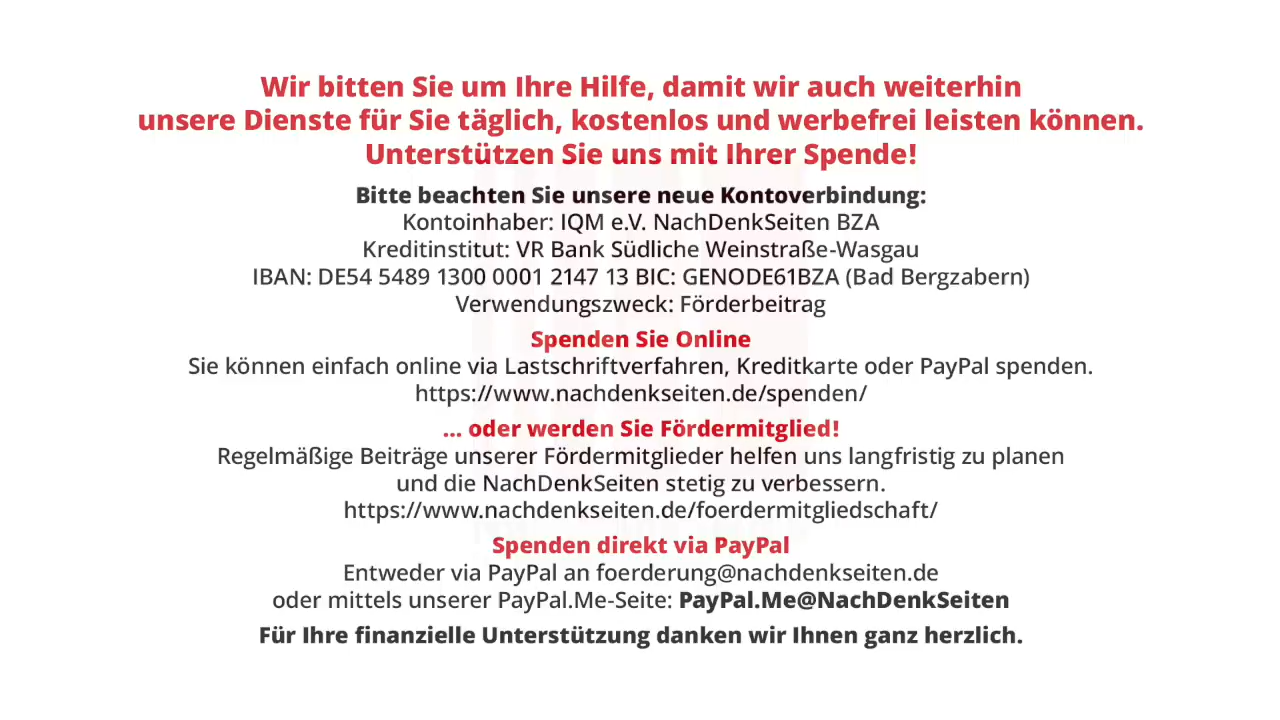 Wir bitten Sie um Ihre Hilfe, damit wir auch weiterhin
unsere Dienste für Sie täglich, kostenlos und werbefrei leisten können.
Unterstützen Sie uns mit Ihrer Spende!
Bitte beachten Sie unsere neue Kontoverbindung:
Kontoinhaber: IQM e.V. NachDenkSeiten BZA
Kreditinstitut: VR Bank Südliche Weinstraße-Wasgau
IBAN: DE54 5489 1300 0001 2147 13 BIC: GENODE61BZA (Bad Bergzabern)
Verwendungszweck: Förderbeitrag
Spenden Sie Online
Sie können einfach online via Lastschriftverfahren, Kreditkarte oder PayPal spenden.
https://www.nachdenkseiten.de/spenden/
... oder werden Sie Fördermitglied!
Regelmäßige Beiträge unserer Fördermitglieder helfen uns langfristig zu planen
und die NachDenkSeiten stetig zu verbessern.
https://www.nachdenkseiten.de/foerdermitgliedschaft/
Spenden direkt via PayPal
Entweder via PayPal an foerderung@nachdenkseiten.de
oder mittels unserer PayPal.Me-Seite: PayPal.Me@NachDenkSeiten
Für Ihre finanzielle Unterstützung danken wir Ihnen ganz herzlich.